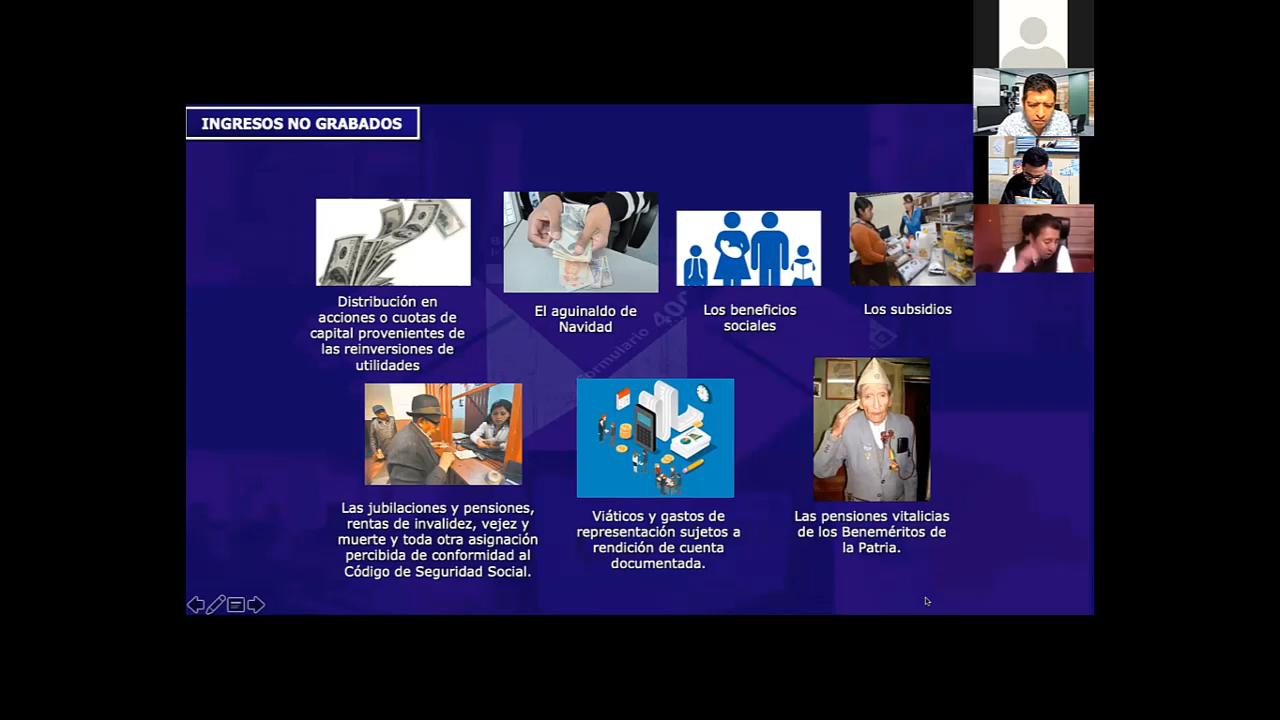 INGRESOS NO GRABADOS
Distribución en
acciones o cuotas de
capital provenientes de
las reinversiones de
utilidades
El aguinaldo de
Navidad
Los beneficios
sociales
Los subsidios
Formulario 400
Las jubilaciones y pensiones,
rentas de invalidez, vejez y
muerte y toda otra asignación
percibida de conformidad al
Código de Seguridad Social.
Viáticos y gastos de
representación sujetos a
rendición de cuenta
documentada.
Las pensiones vitalicias
de los Beneméritos de
la Patria.